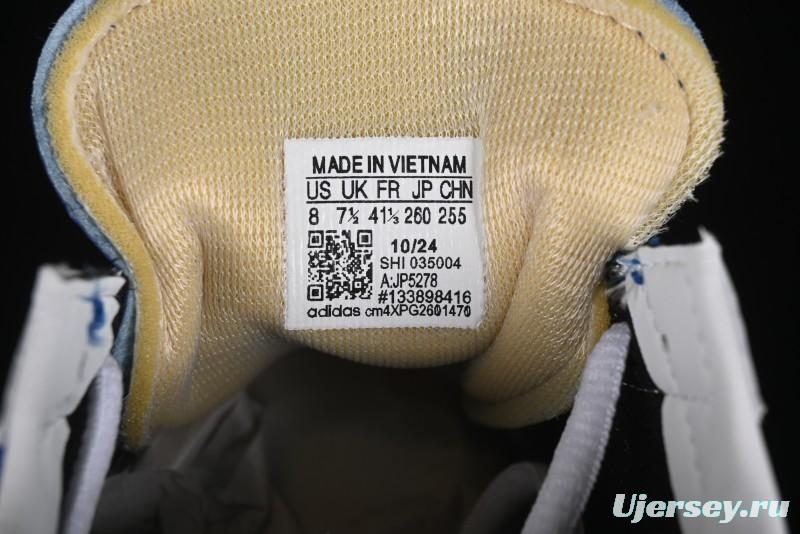 MADE IN VIETNAM
US UK FR JP CHN
8 7½ 41⅓ 260 255
10/24
SHI 035004
A:JP5278
#133898416
adidas cm4XPG2601470
Ujersey.ru